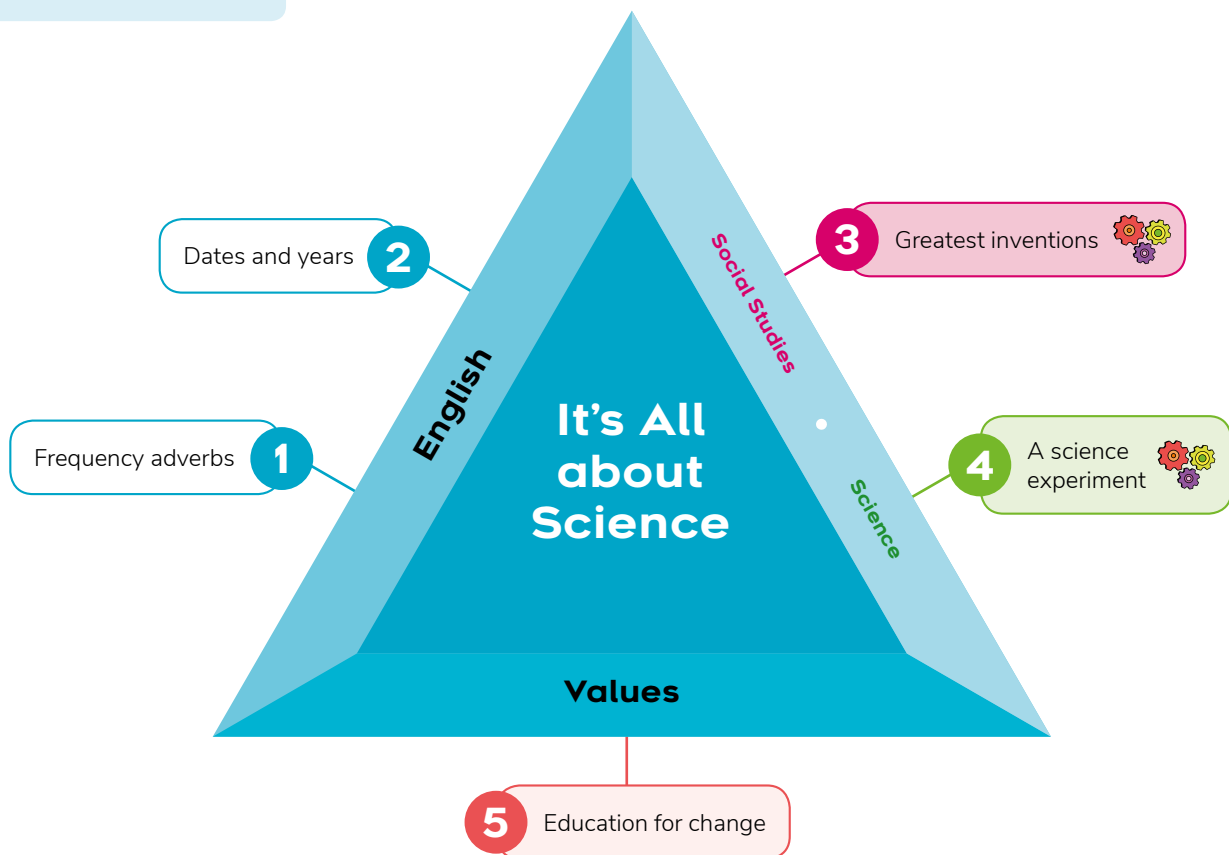 2
Dates and years
1
Frequency adverbs
English
It's All
about
Science
Social Studies
Science
3
Greatest inventions
4
A science
experiment
Values
5
Education for change